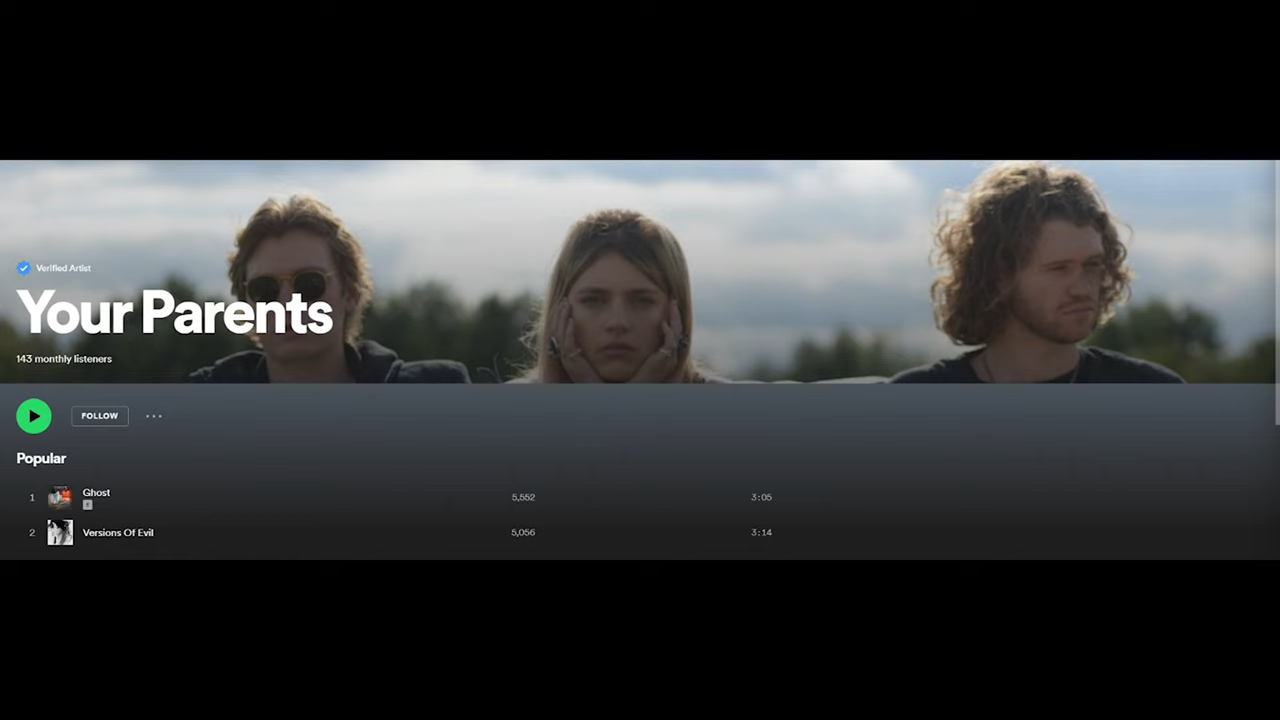 Verified Artist
Your Parents
143 monthly listeners
FOLLOW
Popular
1 Ghost 5,552 3:05
E
2 Versions Of Evil 5,056 3:14